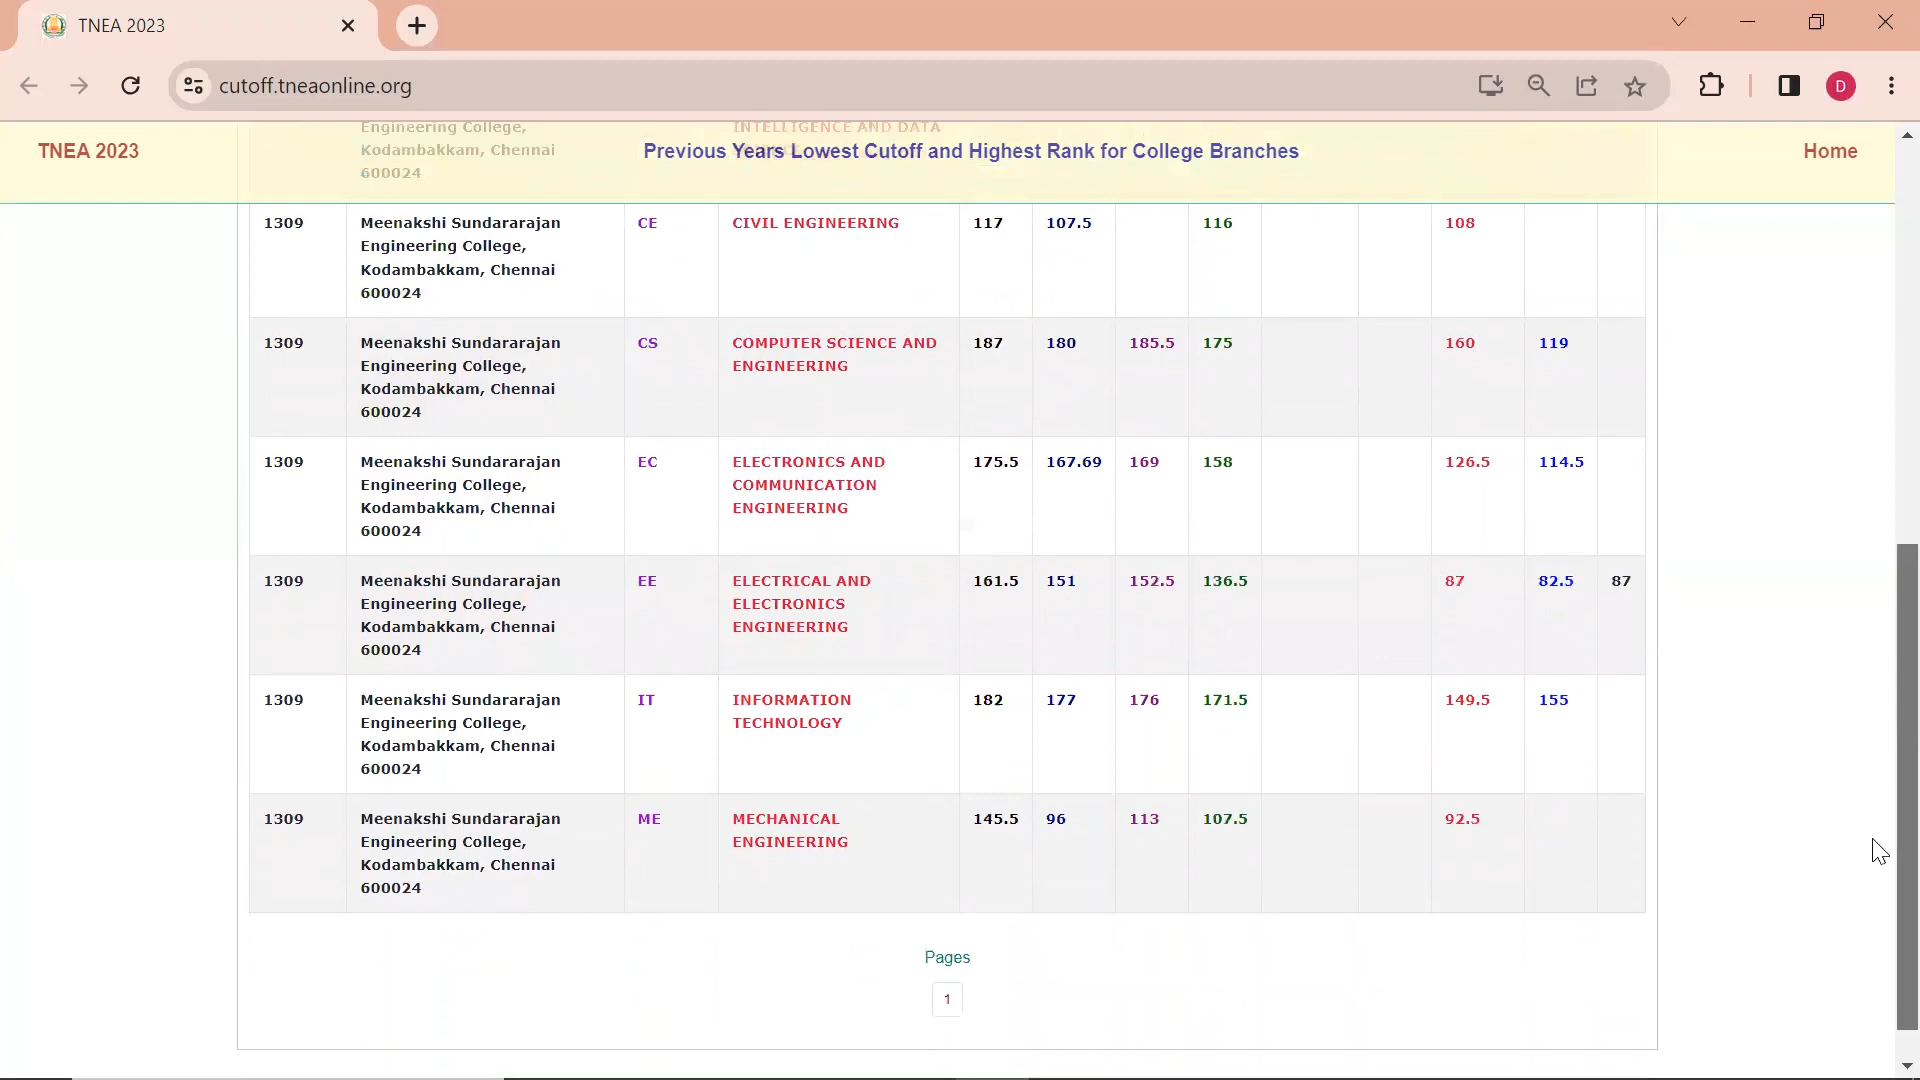 TNEA 2023
cutoff.tneaonline.org
D
TNEA 2023
Previous Years Lowest Cutoff and Highest Rank for College Branches
Home
Engineering College,
Kodambakkam, Chennai
600024
INTELLIGENCE AND DATA
1309 Meenakshi Sundararajan CE CIVIL ENGINEERING 117 107.5 116 108
Engineering College,
Kodambakkam, Chennai
600024
1309 Meenakshi Sundararajan CS COMPUTER SCIENCE AND 187 180 185.5 175 160 119
Engineering College, ENGINEERING
Kodambakkam, Chennai
600024
1309 Meenakshi Sundararajan EC ELECTRONICS AND 175.5 167.69 169 158 126.5 114.5
Engineering College, COMMUNICATION
Kodambakkam, Chennai ENGINEERING
600024
1309 Meenakshi Sundararajan EE ELECTRICAL AND 161.5 151 152.5 136.5 87 82.5 87
Engineering College, ELECTRONICS
Kodambakkam, Chennai ENGINEERING
600024
1309 Meenakshi Sundararajan IT INFORMATION 182 177 176 171.5 149.5 155
Engineering College, TECHNOLOGY
Kodambakkam, Chennai
600024
1309 Meenakshi Sundararajan ME MECHANICAL 145.5 96 113 107.5 92.5
Engineering College, ENGINEERING
Kodambakkam, Chennai
600024
Pages
1